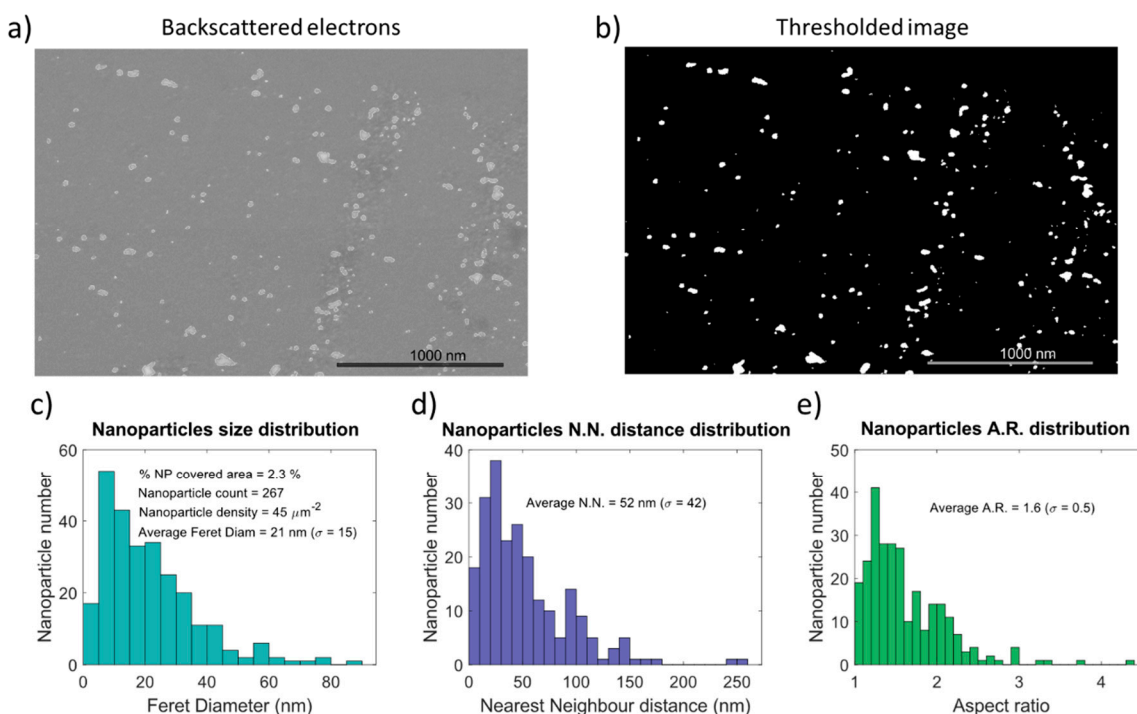 a)
Backscattered electrons
b)
Thresholded image
1000 nm
1000 nm
c)
Nanoparticles size distribution
% NP covered area = 2.3 %
Nanoparticle count = 267
Nanoparticle density = 45 μm⁻²
Average Feret Diam = 21 nm (σ = 15)
Nanoparticle number
0
20
40
60
0
20
40
60
80
Feret Diameter (nm)
d)
Nanoparticles N.N. distance distribution
Average N.N. = 52 nm (σ = 42)
Nanoparticle number
0
10
20
30
40
0
50
100
150
200
250
Nearest Neighbour distance (nm)
e)
Nanoparticles A.R. distribution
Average A.R. = 1.6 (σ = 0.5)
Nanoparticle number
0
10
20
30
40
50
1
2
3
4
Aspect ratio